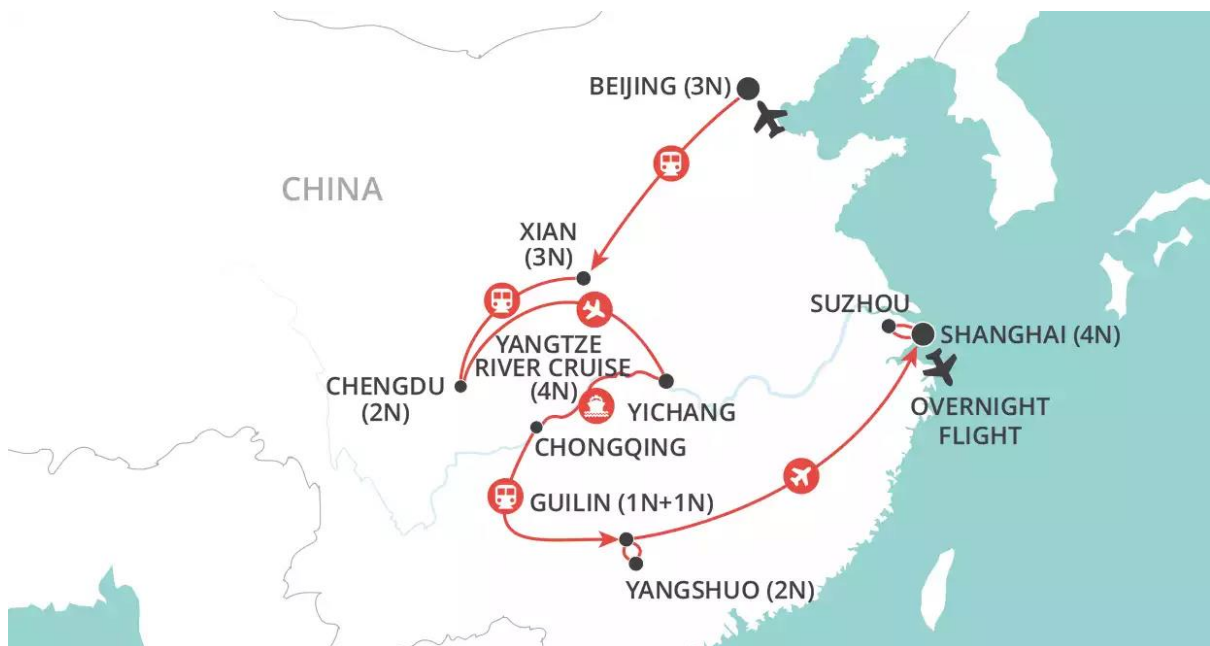 BEIJING (3N)
CHINA
XIAN
(3N)
SUZHOU
SHANGHAI (4N)
YANGTZE
RIVER CRUISE
(4N)
CHENGDU
(2N)
YICHANG
OVERNIGHT
FLIGHT
CHONGQING
GUILIN (1N+1N)
YANGSHUO (2N)